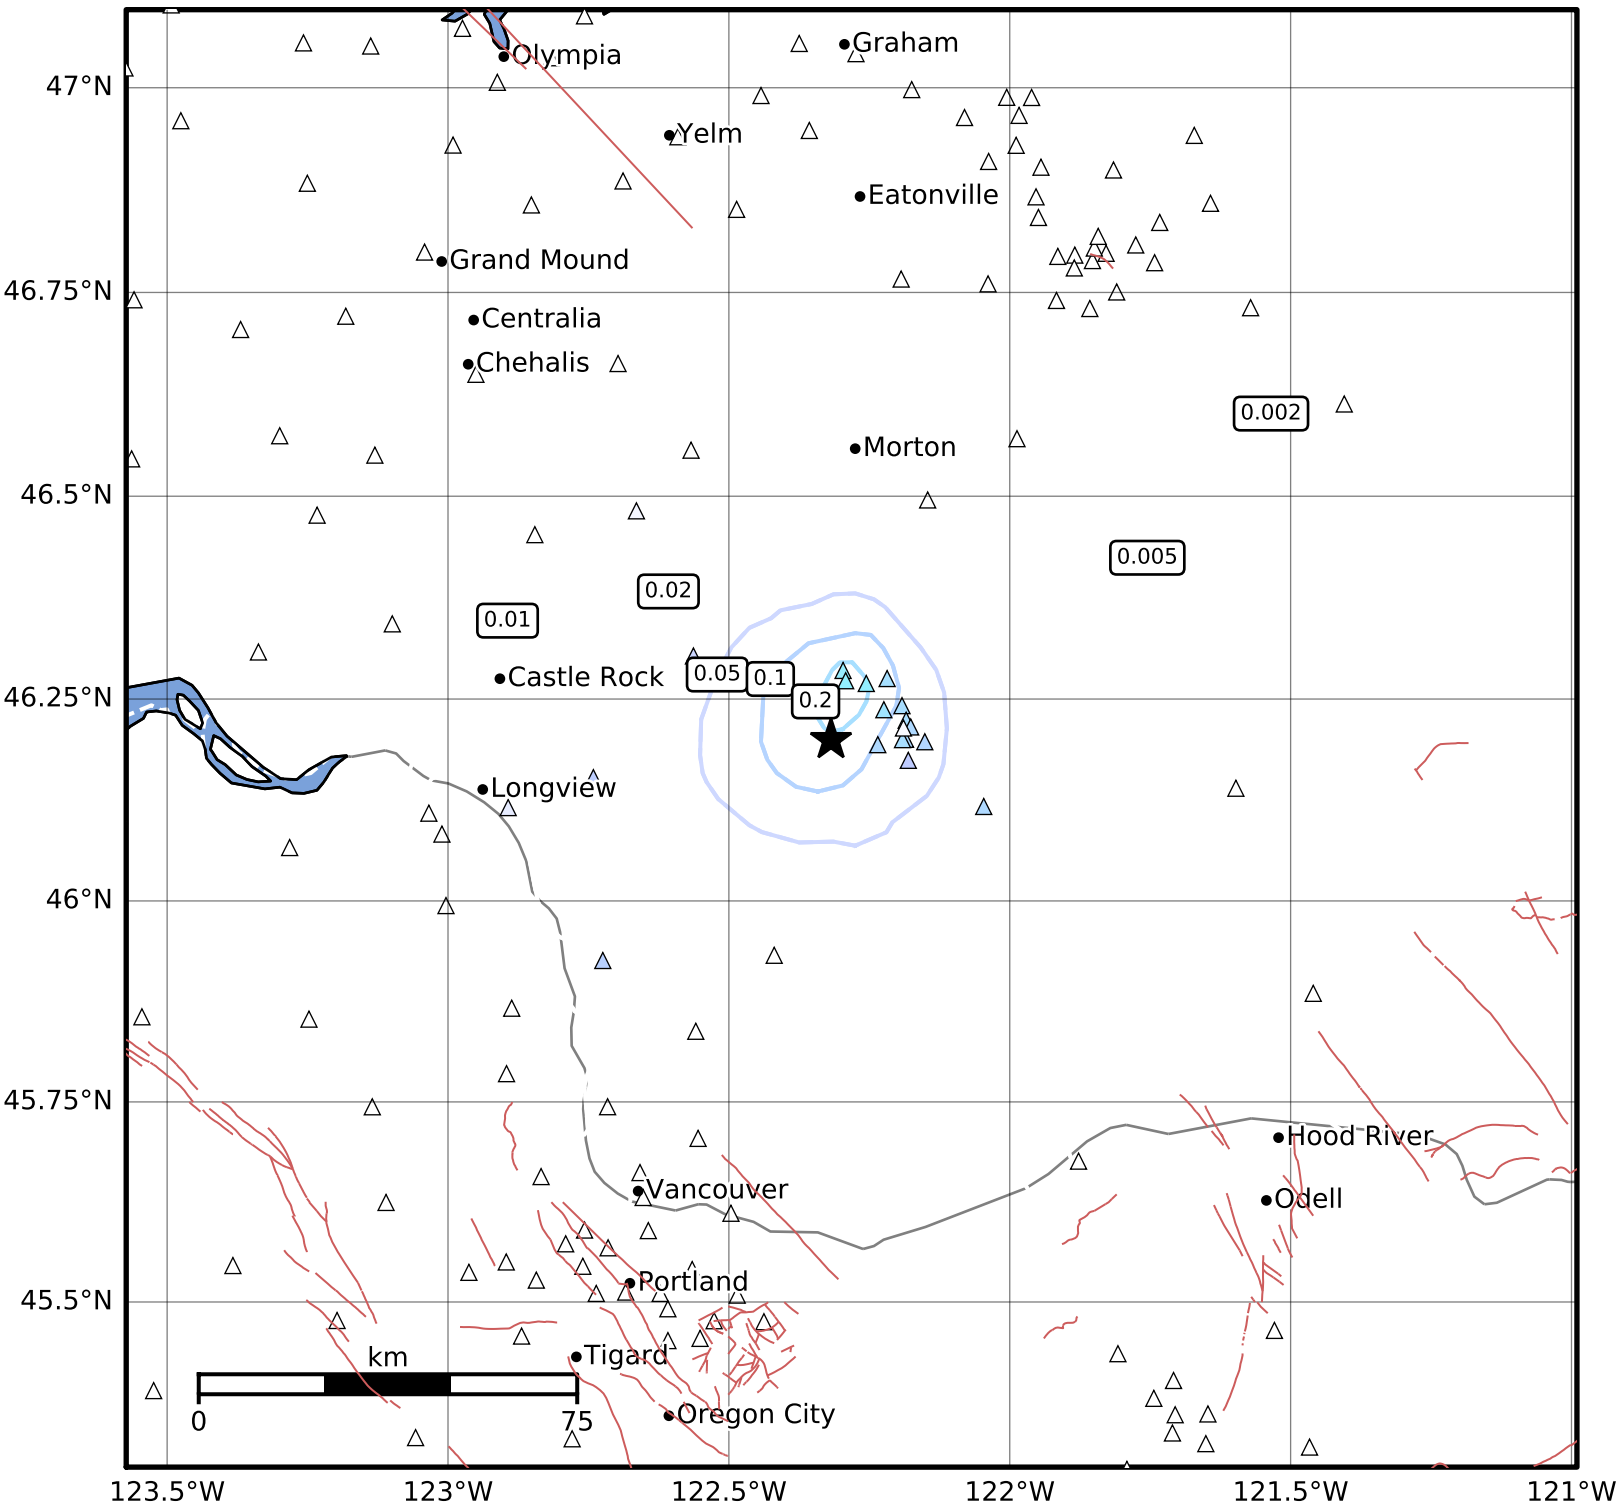 Graham
Olympia
47°N
Yelm
Eatonville
Grand Mound
46.75°N
Centralia
Chehalis
0.002
Morton
46.5°N
0.005
0.02
0.01
Castle Rock
0.05
0.1
0.2
46.25°N
Longview
46°N
45.75°N
Hood River
Vancouver
Odell
Portland
45.5°N
Tigard
km
0
75
Oregon City
123.5°W
123°W
122.5°W
122°W
121.5°W
121°W